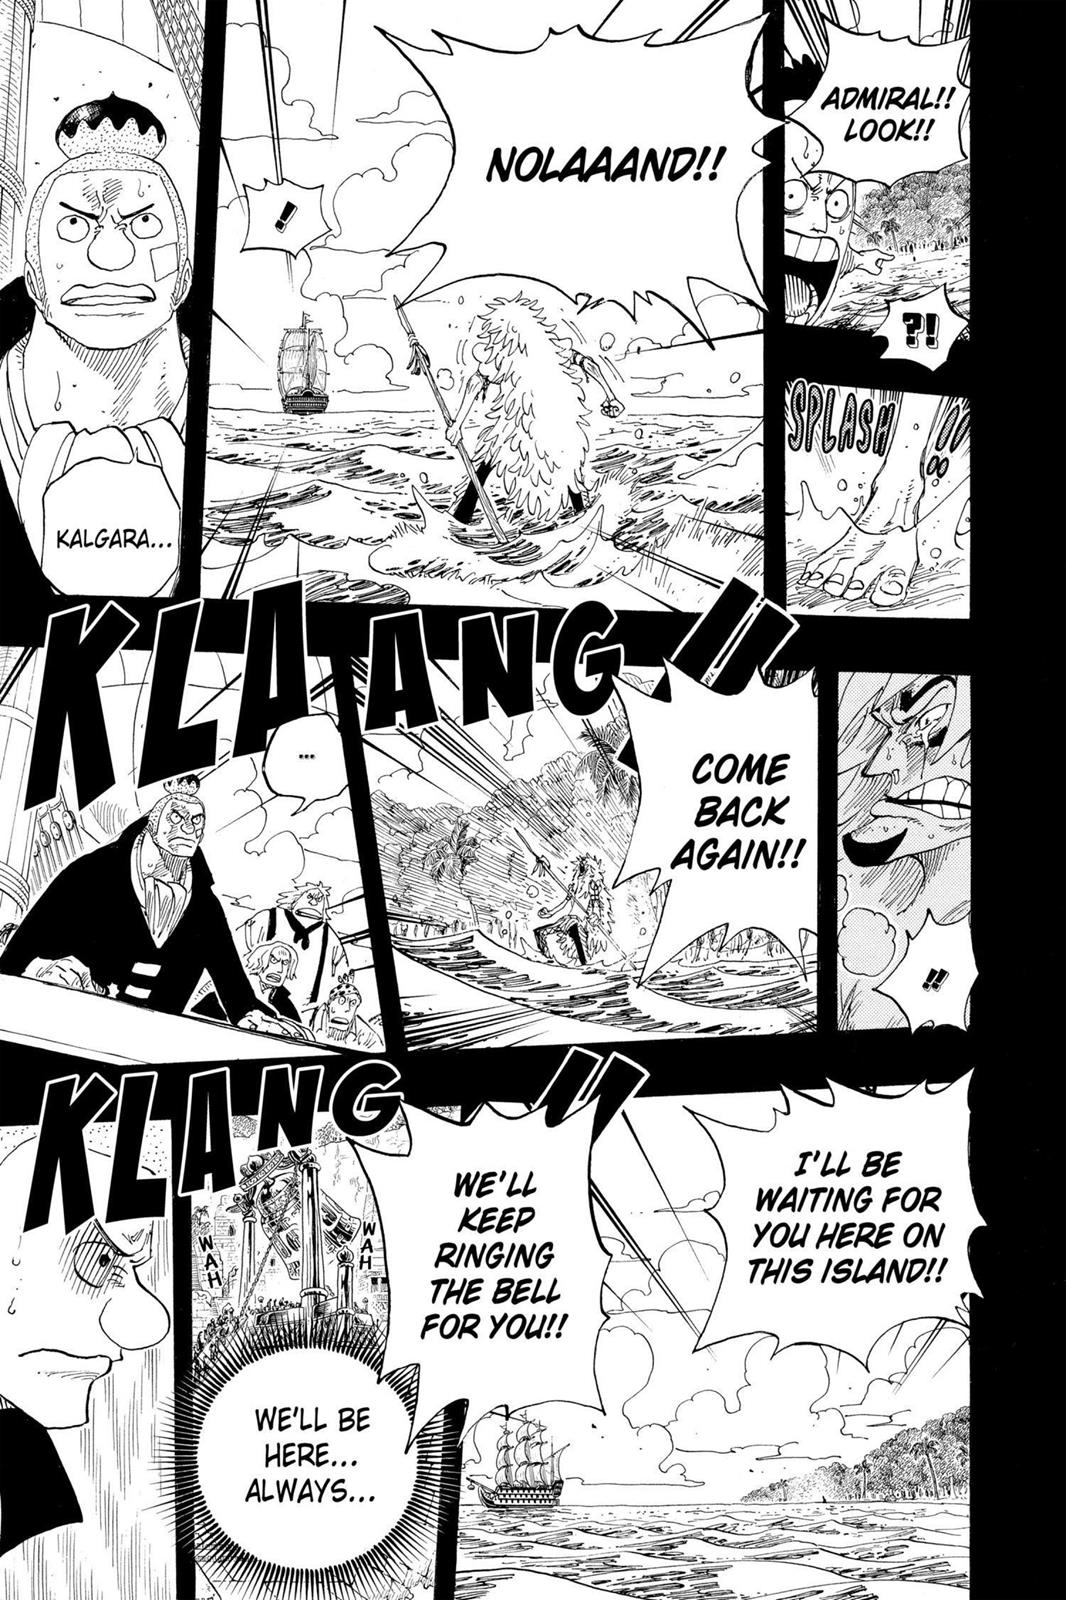 ADMIRAL!!
LOOK!!
?!
SPLASH
NOLAAAND!!
!
KALGARA...
!!
COME
BACK
AGAIN!!
KLAANG!!
...
I'LL BE
WAITING FOR
YOU HERE ON
THIS ISLAND!!
WE'LL
KEEP
RINGING
THE BELL
FOR YOU!!
KLANG!!
WAH
WAH
WE'LL BE
HERE...
ALWAYS...